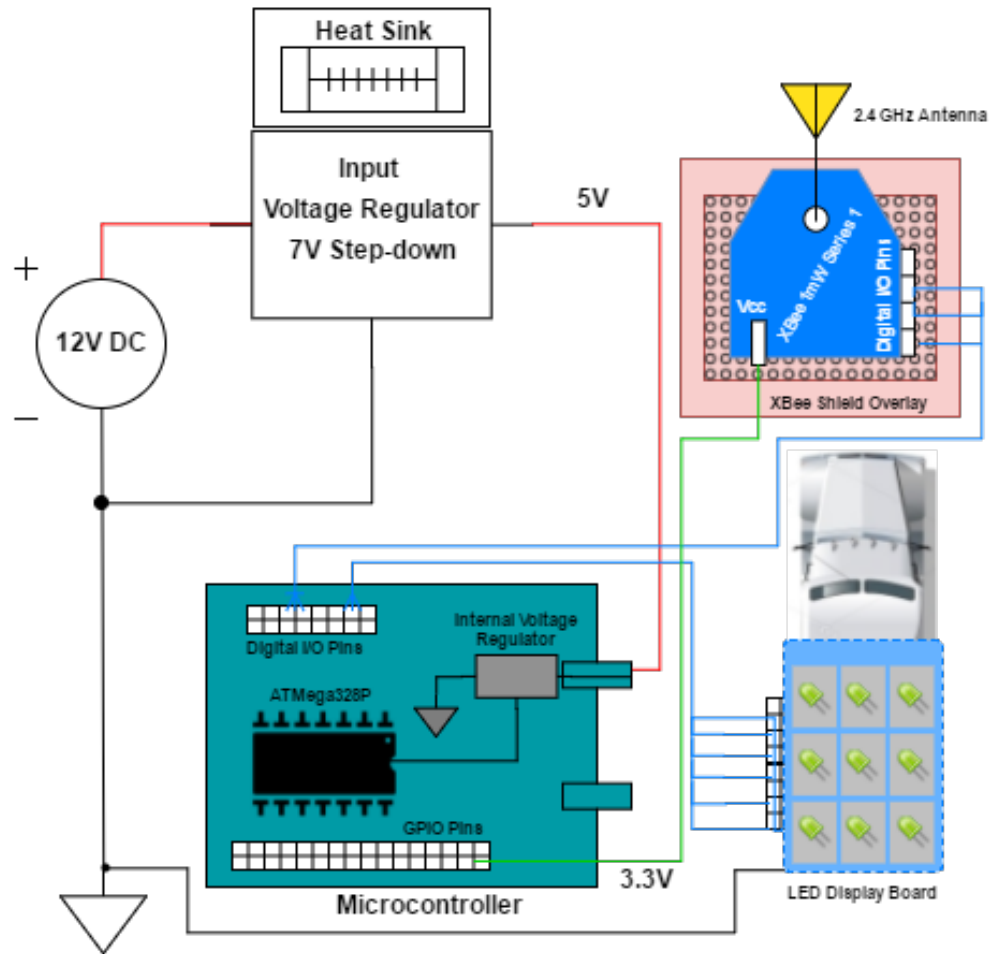 Heat Sink
2.4 GHz Antenna
Input
Voltage Regulator
7V Step-down
5V
XBee 1mW Series 1
Digital I/O Pins
Vcc
+
12V DC
−
XBee Shield Overlay
Digital I/O Pins
Internal Voltage
Regulator
ATMega328P
GPIO Pins
3.3V
Microcontroller
LED Display Board